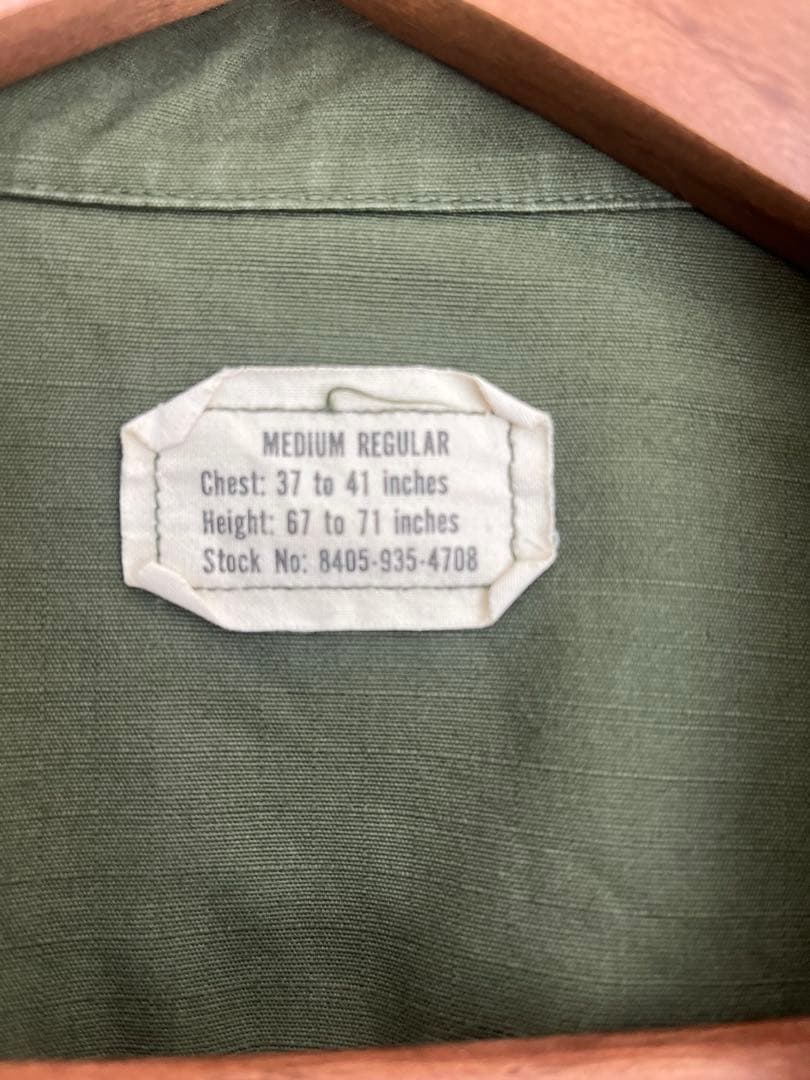 MEDIUM REGULAR
Chest: 37 to 41 inches
Height: 67 to 71 inches
Stock No: 8405-935-4708